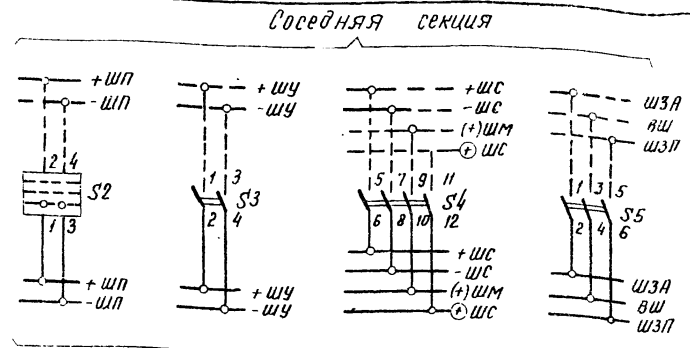 Соседняя секция
+ ШП
- ШП
2 4
S2
1 3
+ ШП
- ШП
+ ШУ
- ШУ
1 3
S3
2 4
+ ШУ
- ШУ
+ ШС
- ШС
(+) ШМ
(+) ШС
5 7 9 11
S4
6 8 10 12
+ ШС
- ШС
(+) ШМ
(+) ШС
ШЗА
ВШ
ШЗП
1 3 5
S5
2 4 6
ШЗА
ВШ
ШЗП